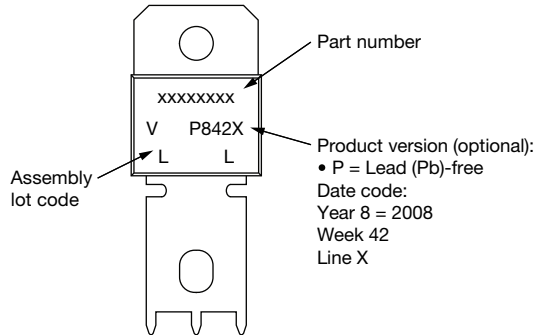 Part number
xxxxxxxx
V P842X
L L
Assembly
lot code
Product version (optional):
• P = Lead (Pb)-free
Date code:
Year 8 = 2008
Week 42
Line X